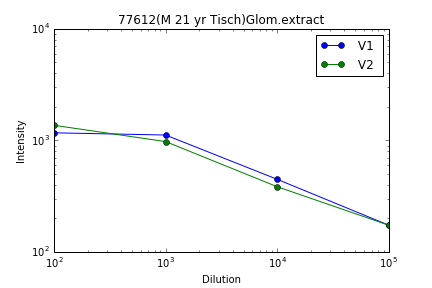 77612(M 21 yr Tisch)Glom.extract
10^4
V1
V2
10^3
Intensity
10^2
10^2 10^3 10^4 10^5
Dilution